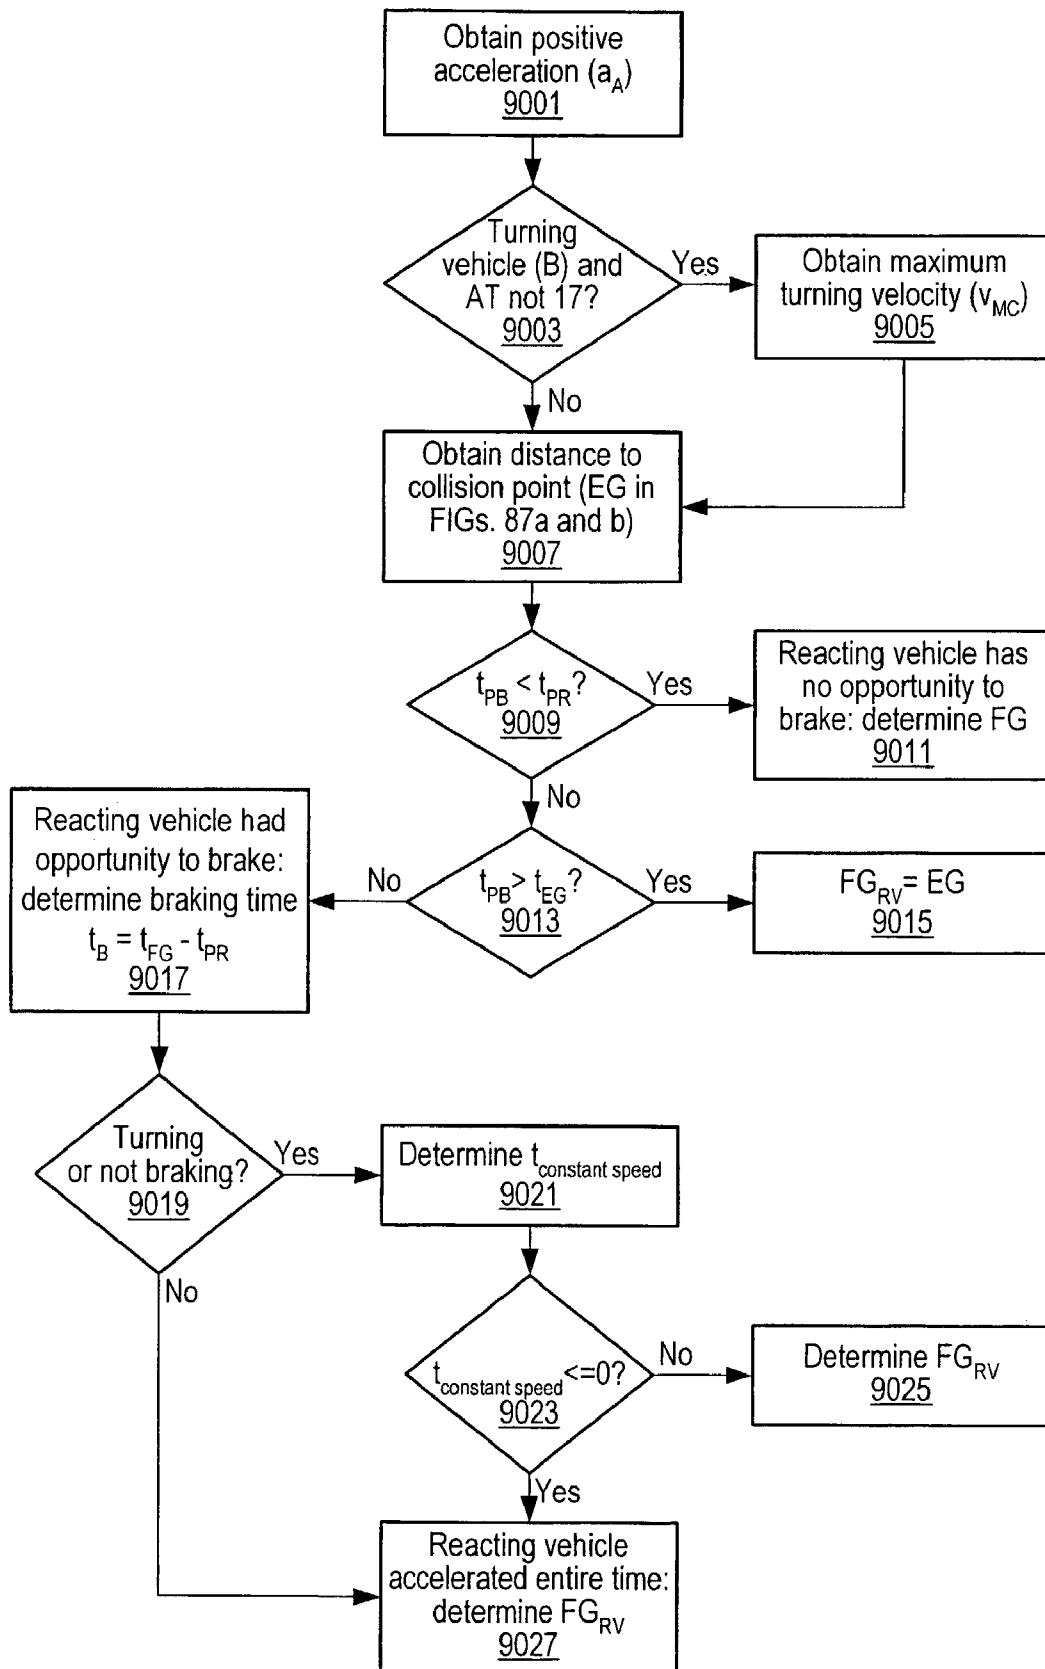 Obtain positive
acceleration (a_A)
9001
Turning
vehicle (B) and
AT not 17?
9003
Yes
Obtain maximum
turning velocity (v_MC)
9005
No
Obtain distance to
collision point (EG in
FIGs. 87a and b)
9007
t_PB < t_PR?
9009
Yes
Reacting vehicle has
no opportunity to
brake: determine FG
9011
No
t_PB> t_EG?
9013
Yes
FG_RV= EG
9015
No
Reacting vehicle had
opportunity to brake:
determine braking time
t_B = t_FG - t_PR
9017
Turning
or not braking?
9019
Yes
Determine t_constant speed
9021
No
t_constant speed<=0?
9023
No
Determine FG_RV
9025
Yes
Reacting vehicle
accelerated entire time:
determine FG_RV
9027